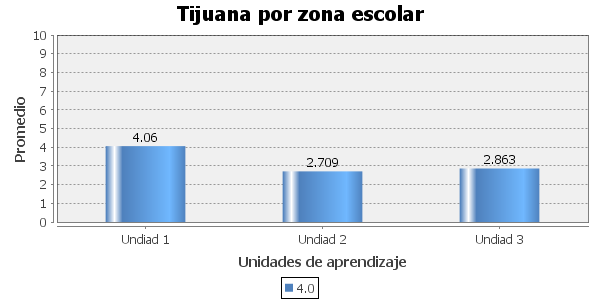 Tijuana por zona escolar
Promedio
10
9
8
7
6
5
4
3
2
1
0
4.06
2.709
2.863
Undiad 1
Undiad 2
Undiad 3
Unidades de aprendizaje
4.0